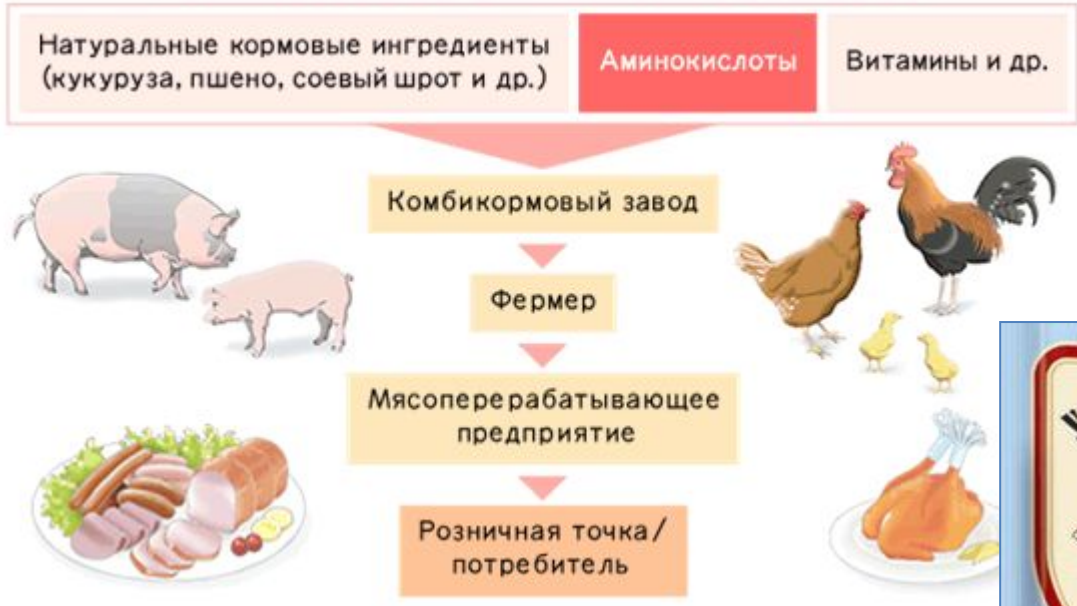 Натуральные кормовые ингредиенты
(кукуруза, пшено, соевый шрот и др.)
Аминокислоты
Витамины и др.
Комбикормовый завод
Фермер
Мясоперерабатывающее
предприятие
Розничная точка/
потребитель